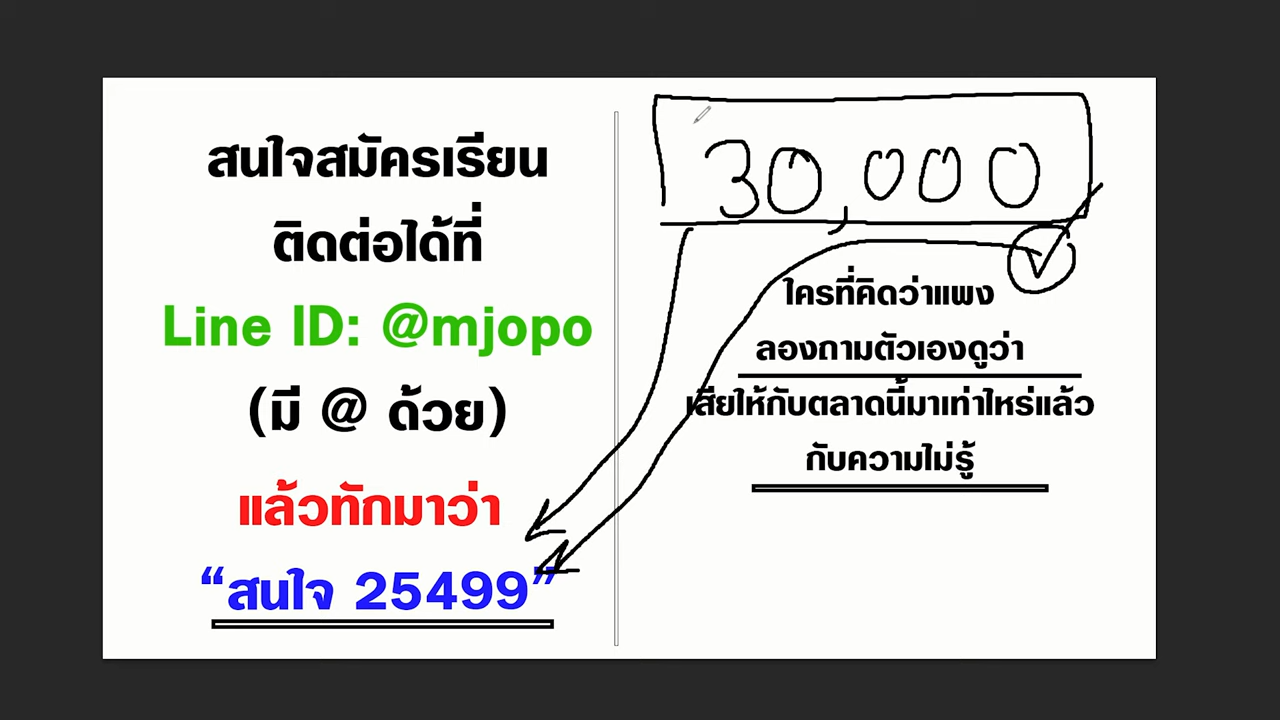 สนใจสมัครเรียน
ติดต่อได้ที่
Line ID: @mjopo
(มี @ ด้วย)
แล้วทักมาว่า
“สนใจ 25499”
30,000
ใครที่คิดว่าแพง
ลองถามตัวเองดูว่า
เสียให้กับตลาดนี้มาเท่าไหร่แล้ว
กับความไม่รู้